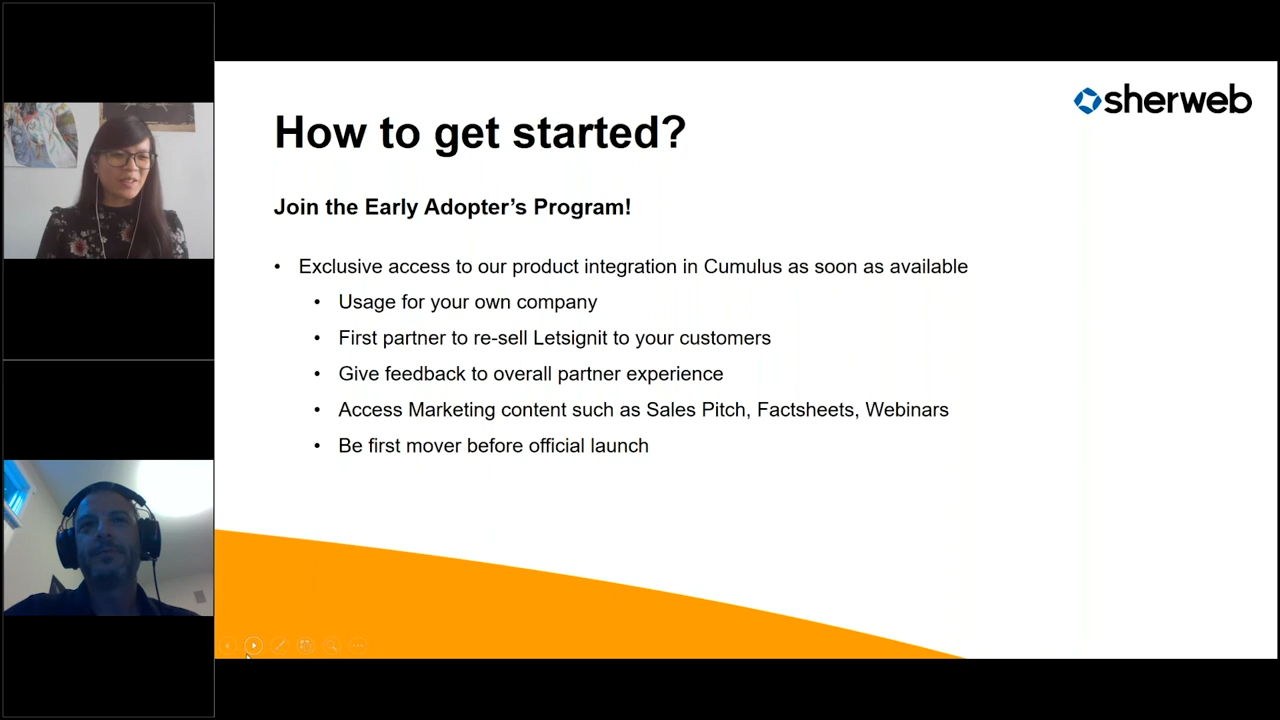 sherweb
How to get started?
Join the Early Adopter's Program!
• Exclusive access to our product integration in Cumulus as soon as available
• Usage for your own company
• First partner to re-sell Letsignit to your customers
• Give feedback to overall partner experience
• Access Marketing content such as Sales Pitch, Factsheets, Webinars
• Be first mover before official launch